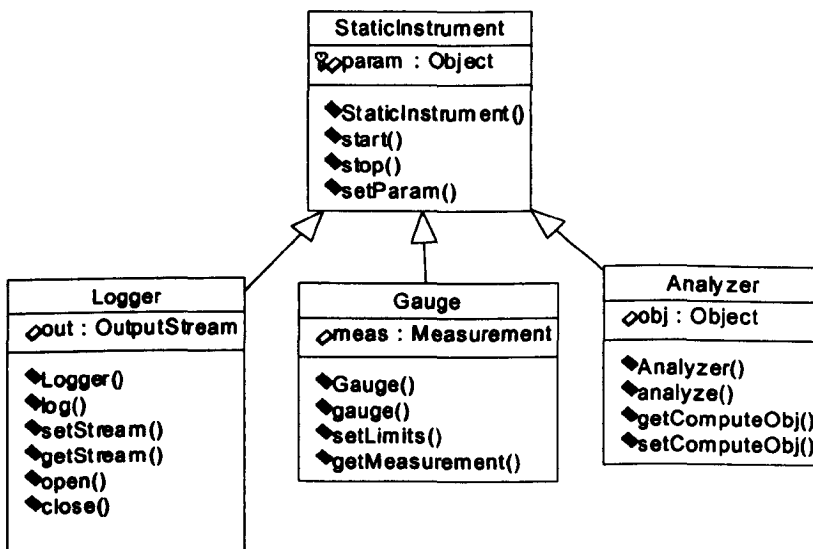 StaticInstrument
param : Object
StaticInstrument()
start()
stop()
setParam()
Logger
out : OutputStream
Logger()
log()
setStream()
getStream()
open()
close()
Gauge
meas : Measurement
Gauge()
gauge()
setLimits()
getMeasurement()
Analyzer
obj : Object
Analyzer()
analyze()
getComputeObj()
setComputeObj()